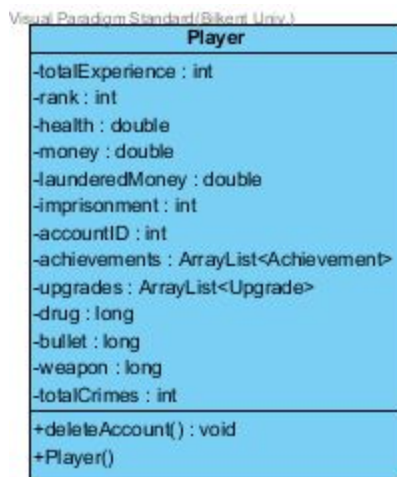 Visual Paradigm Standard(Bilkent Univ.)
Player
-totalExperience : int
-rank : int
-health : double
-money : double
-launderedMoney : double
-imprisonment : int
-accountID : int
-achievements : ArrayList<Achievement>
-upgrades : ArrayList<Upgrade>
-drug : long
-bullet : long
-weapon : long
-totalCrimes : int
+deleteAccount() : void
+Player()